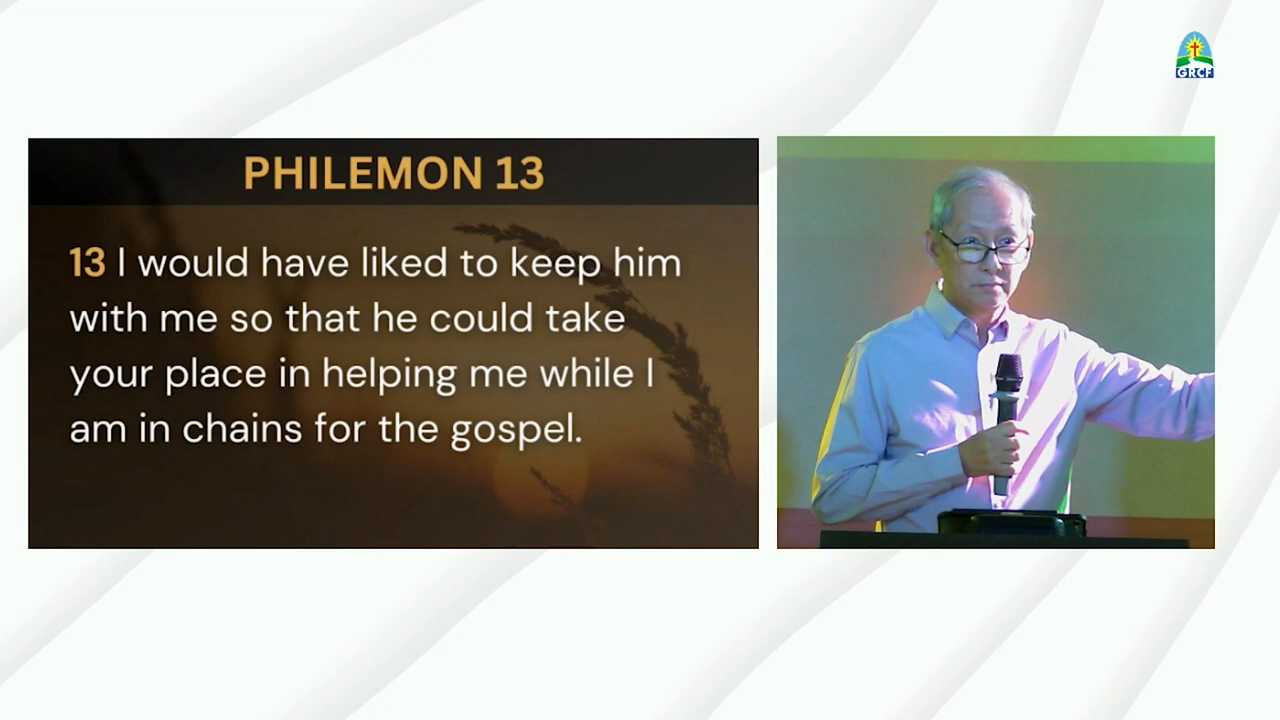 GRCF
PHILEMON 13
13 I would have liked to keep him
with me so that he could take
your place in helping me while I
am in chains for the gospel.